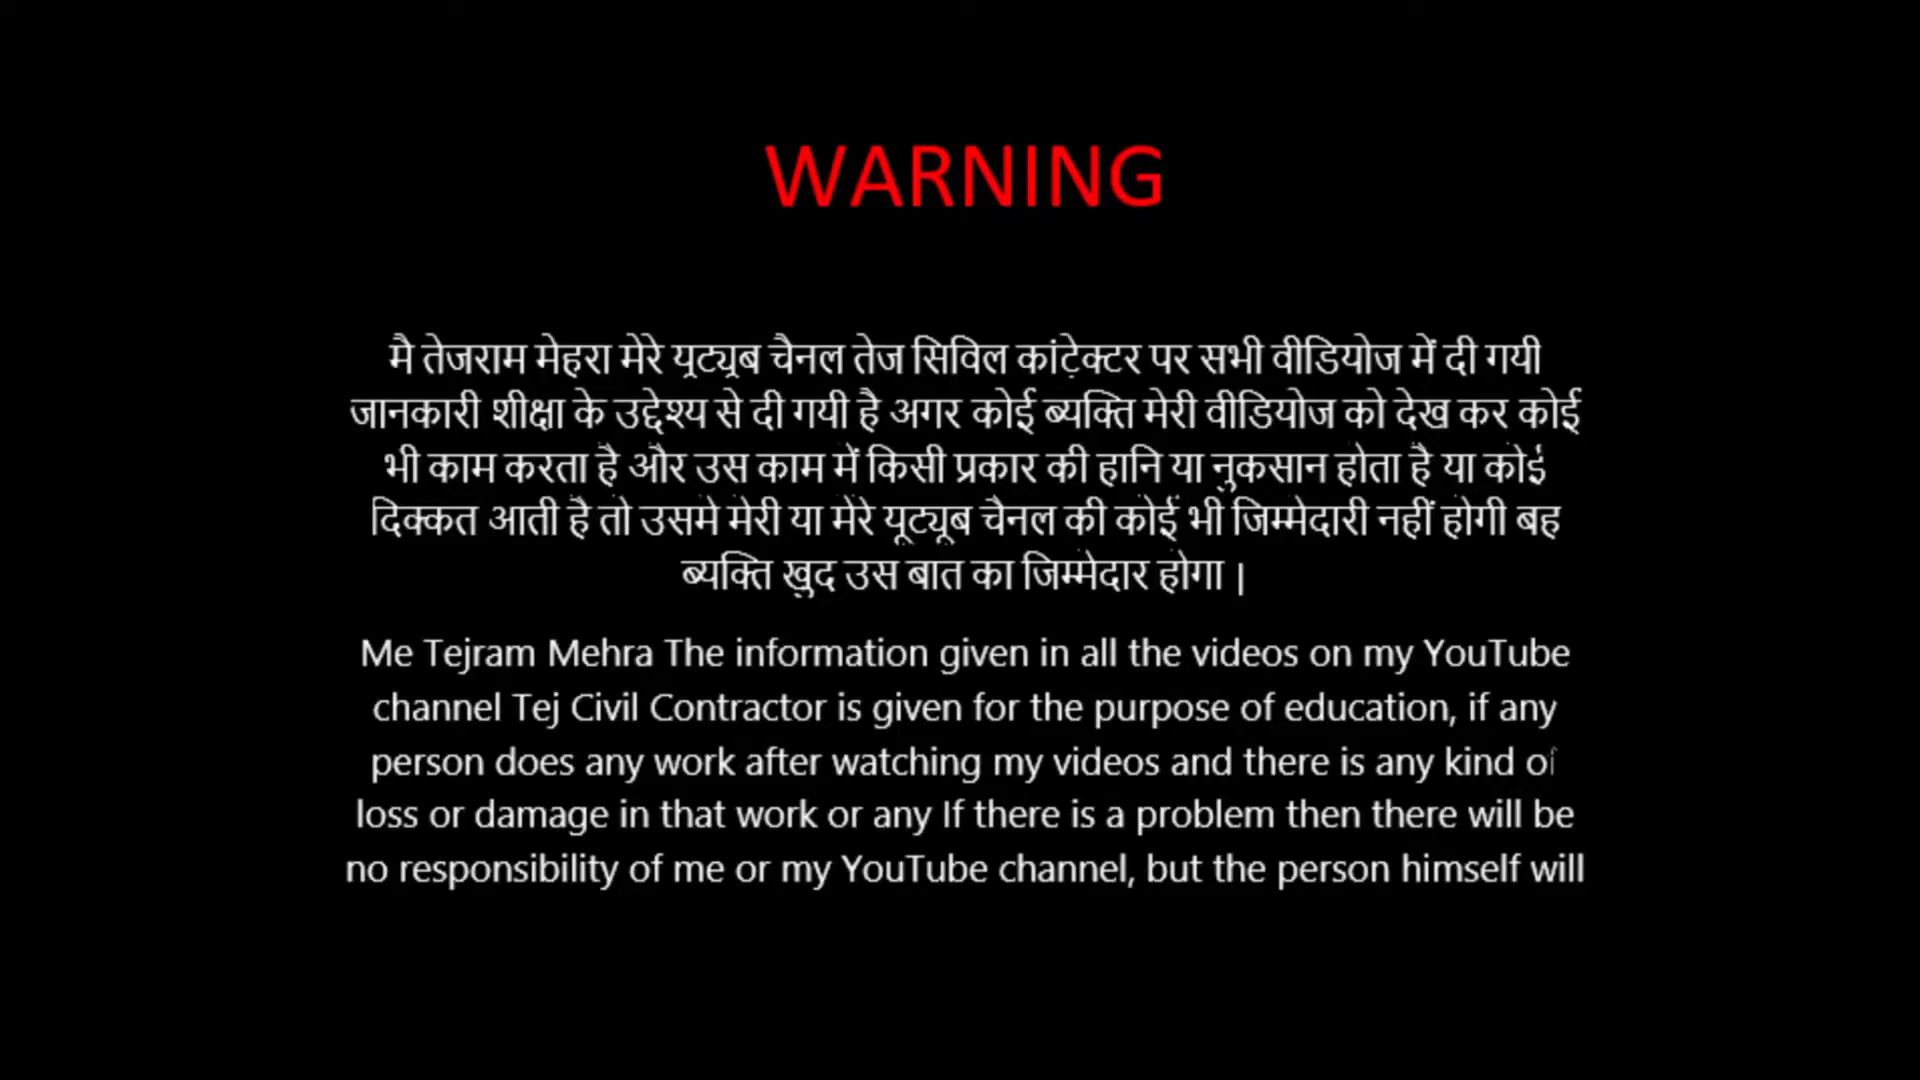 WARNING
मै तेजराम मेहरा मेरे यूट्यूब चैनल तेज सिविल कांट्रेक्टर पर सभी वीडियोज में दी गयी
जानकारी शीक्षा के उद्देश्य से दी गयी है अगर कोई ब्यक्ति मेरी वीडियोज को देख कर कोई
भी काम करता है और उस काम में किसी प्रकार की हानि या नुकसान होता है या कोई
दिक्कत आती है तो उसमे मेरी या मेरे यूट्यूब चैनल की कोई भी जिम्मेदारी नहीं होगी बह
ब्यक्ति खुद उस बात का जिम्मेदार होगा |
Me Tejram Mehra The information given in all the videos on my YouTube
channel Tej Civil Contractor is given for the purpose of education, if any
person does any work after watching my videos and there is any kind of
loss or damage in that work or any If there is a problem then there will be
no responsibility of me or my YouTube channel, but the person himself will